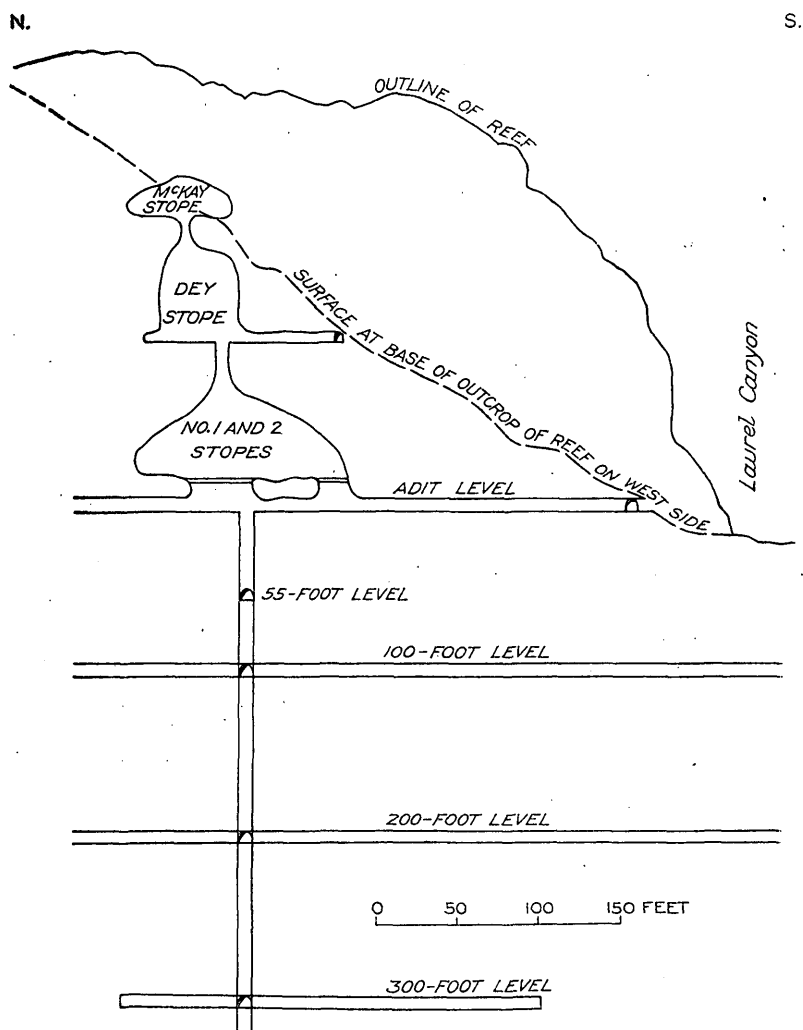 N.
S.
OUTLINE OF REEF
McKAY
STOPE
DEY
STOPE
SURFACE AT BASE OF OUTCROP OF REEF ON WEST SIDE
Laurel Canyon
NO. 1 AND 2
STOPES
ADIT LEVEL
55-FOOT LEVEL
100-FOOT LEVEL
200-FOOT LEVEL
0 50 100 150 FEET
300-FOOT LEVEL